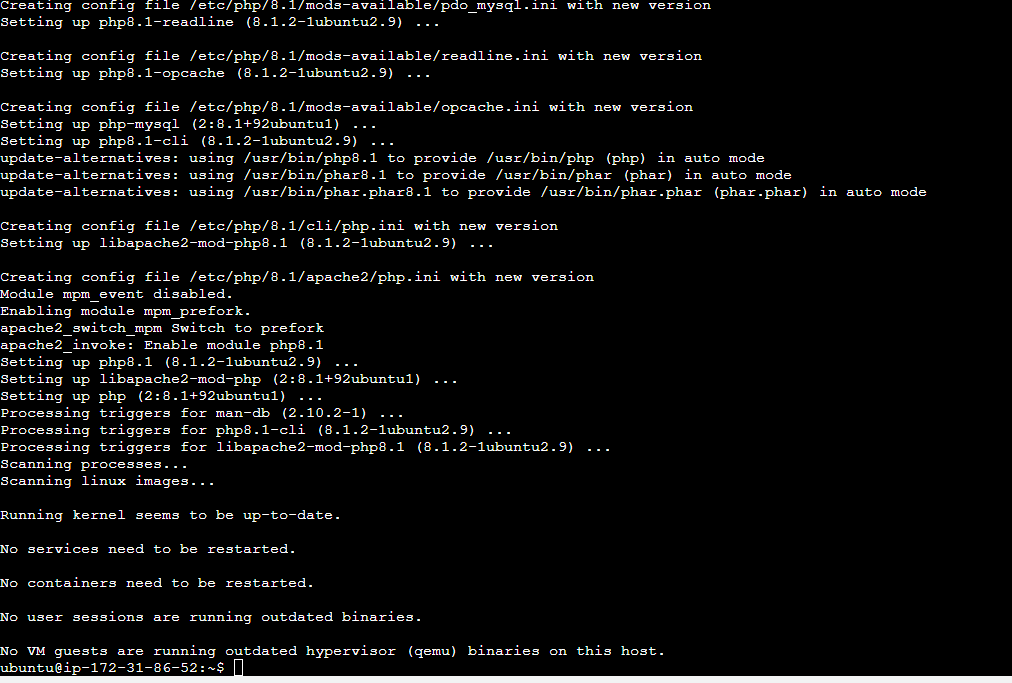 Creating config file /etc/php/8.1/mods-available/pdo_mysql.ini with new version
Setting up php8.1-readline (8.1.2-1ubuntu2.9) ...
Creating config file /etc/php/8.1/mods-available/readline.ini with new version
Setting up php8.1-opcache (8.1.2-1ubuntu2.9) ...
Creating config file /etc/php/8.1/mods-available/opcache.ini with new version
Setting up php-mysql (2:8.1+92ubuntu1) ...
Setting up php8.1-cli (8.1.2-1ubuntu2.9) ...
update-alternatives: using /usr/bin/php8.1 to provide /usr/bin/php (php) in auto mode
update-alternatives: using /usr/bin/phar8.1 to provide /usr/bin/phar (phar) in auto mode
update-alternatives: using /usr/bin/phar.phar8.1 to provide /usr/bin/phar.phar (phar.phar) in auto mode
Creating config file /etc/php/8.1/cli/php.ini with new version
Setting up libapache2-mod-php8.1 (8.1.2-1ubuntu2.9) ...
Creating config file /etc/php/8.1/apache2/php.ini with new version
Module mpm_event disabled.
Enabling module mpm_prefork.
apache2_switch_mpm Switch to prefork
apache2_invoke: Enable module php8.1
Setting up php8.1 (8.1.2-1ubuntu2.9) ...
Setting up libapache2-mod-php (2:8.1+92ubuntu1) ...
Setting up php (2:8.1+92ubuntu1) ...
Processing triggers for man-db (2.10.2-1) ...
Processing triggers for php8.1-cli (8.1.2-1ubuntu2.9) ...
Processing triggers for libapache2-mod-php8.1 (8.1.2-1ubuntu2.9) ...
Scanning processes...
Scanning linux images...
Running kernel seems to be up-to-date.
No services need to be restarted.
No containers need to be restarted.
No user sessions are running outdated binaries.
No VM guests are running outdated hypervisor (qemu) binaries on this host.
ubuntu@ip-172-31-86-52:~$